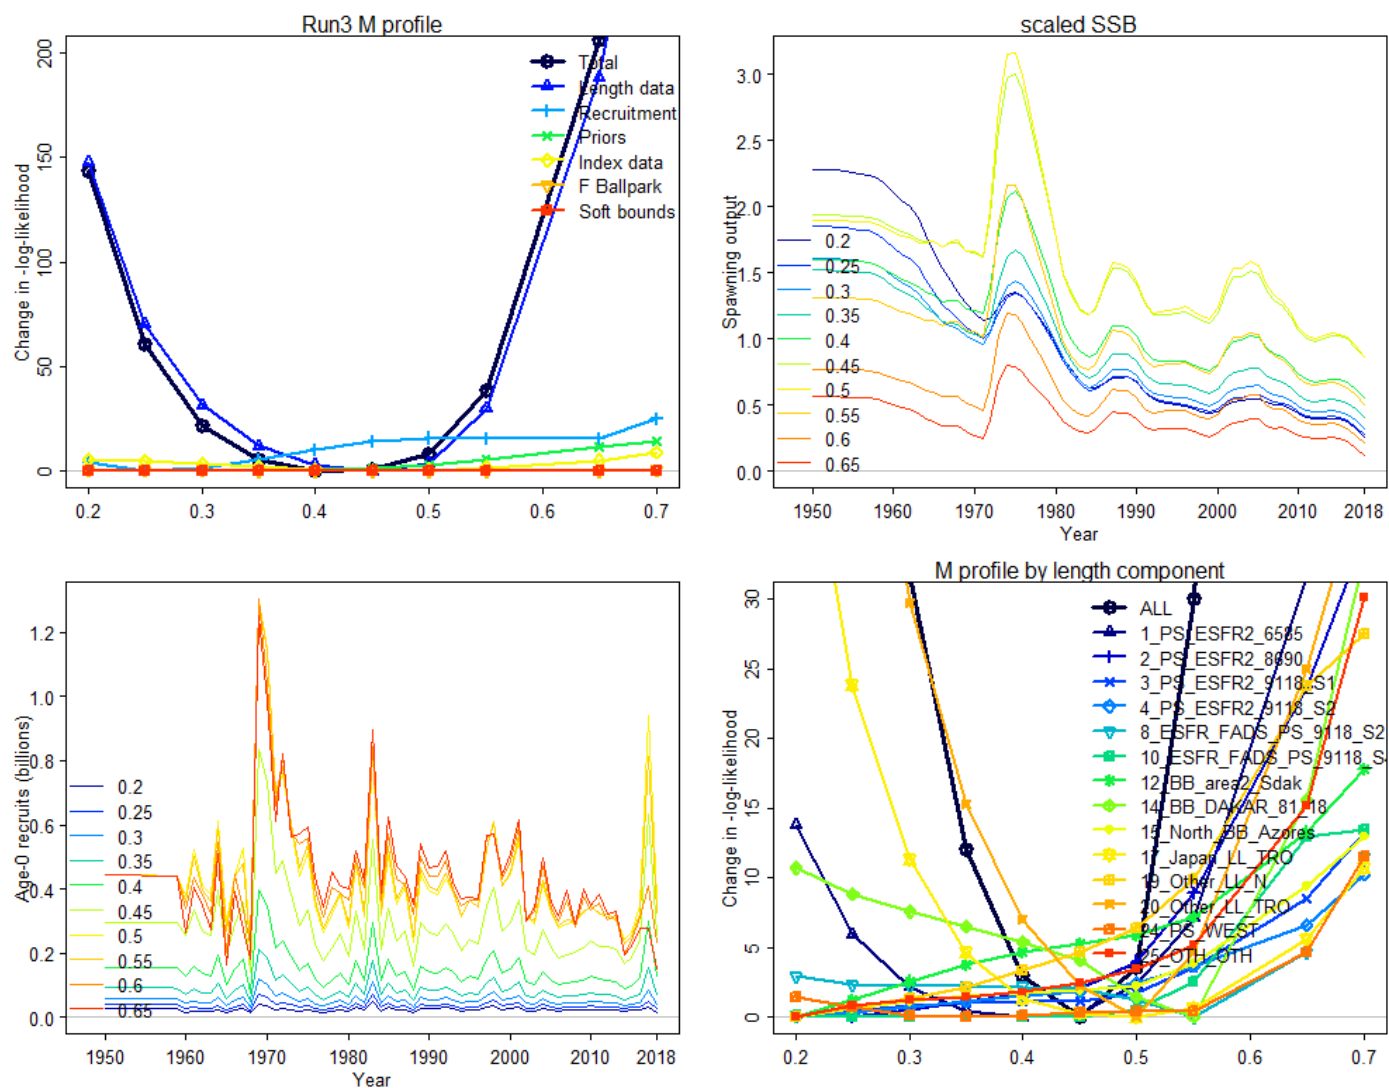 Run3 M profile
200
150
100
50
0
Change in -log-likelihood
Total
Length data
Recruitment
Priors
Index data
F Ballpark
Soft bounds
0.2 0.3 0.4 0.5 0.6 0.7
scaled SSB
3.0
2.5
2.0
1.5
1.0
0.5
0.0
Spawning output
0.2
0.25
0.3
0.35
0.4
0.45
0.5
0.55
0.6
0.65
1950 1960 1970 1980 1990 2000 2010 2018
Year
1.2
1.0
0.8
0.6
0.4
0.2
0.0
Age-0 recruits (billions)
0.2
0.25
0.3
0.35
0.4
0.45
0.5
0.55
0.6
0.65
1950 1960 1970 1980 1990 2000 2010 2018
Year
M profile by length component
30
25
20
15
10
5
0
Change in -log-likelihood
ALL
1_PS_ESFR2_6585
2_PS_ESFR2_8690
3_PS_ESFR2_9118_S1
4_PS_ESFR2_9118_S2
8_ESFR_FADS_PS_9118_S2
10_ESFR_FADS_PS_9118_S4
12_BB_area2_Sdak
14_BB_DAKAR_81_18
15_North_BB_Azores
17_Japan_LL_TRO
19_Other_LL_N
20_Other_LL_TRO
24_PS_WEST
25_OTH_OTH
0.2 0.3 0.4 0.5 0.6 0.7